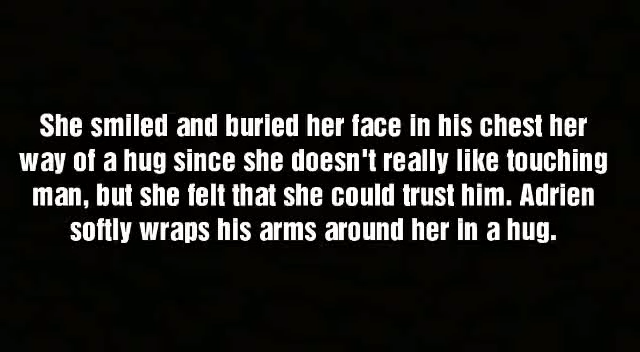 She smiled and buried her face in his chest her
way of a hug since she doesn't really like touching
man, but she felt that she could trust him. Adrien
softly wraps his arms around her in a hug.